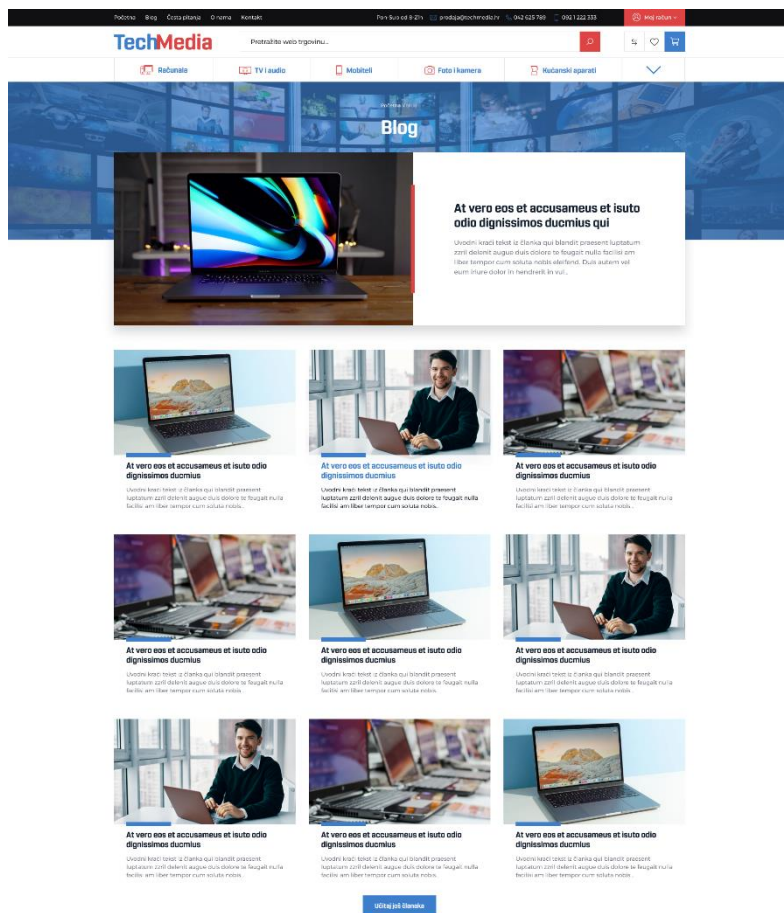 Početna Blog Česta pitanja O nama Kontakt Pon-Sub od 8-21h prodaja@techmedia.hr 042 625 789 092 1 222 333 Moj račun
TechMedia Pretražite web trgovinu...
Računala TV i audio Mobiteli Foto i kamera Kućanski aparati
Početna Blog
Blog
At vero eos et accusameus et isuto
odio dignissimos ducmius qui
Uvodni kraći tekst iz članka qui blandit praesent luptatum
zzril delenit augue duis dolore te feugait nulla facilisi am
liber tempor cum soluta nobis eleifend. Duis autem vel
eum iriure dolor in hendrerit in vul...
At vero eos et accusameus et isuto odio
dignissimos ducmius
Uvodni kraći tekst iz članka qui blandit praesent
luptatum zzril delenit augue duis dolore te feugait nulla
facilisi am liber tempor cum soluta nobis...
At vero eos et accusameus et isuto odio
dignissimos ducmius
Uvodni kraći tekst iz članka qui blandit praesent
luptatum zzril delenit augue duis dolore te feugait nulla
facilisi am liber tempor cum soluta nobis...
At vero eos et accusameus et isuto odio
dignissimos ducmius
Uvodni kraći tekst iz članka qui blandit praesent
luptatum zzril delenit augue duis dolore te feugait nulla
facilisi am liber tempor cum soluta nobis...
At vero eos et accusameus et isuto odio
dignissimos ducmius
Uvodni kraći tekst iz članka qui blandit praesent
luptatum zzril delenit augue duis dolore te feugait nulla
facilisi am liber tempor cum soluta nobis...
At vero eos et accusameus et isuto odio
dignissimos ducmius
Uvodni kraći tekst iz članka qui blandit praesent
luptatum zzril delenit augue duis dolore te feugait nulla
facilisi am liber tempor cum soluta nobis...
At vero eos et accusameus et isuto odio
dignissimos ducmius
Uvodni kraći tekst iz članka qui blandit praesent
luptatum zzril delenit augue duis dolore te feugait nulla
facilisi am liber tempor cum soluta nobis...
At vero eos et accusameus et isuto odio
dignissimos ducmius
Uvodni kraći tekst iz članka qui blandit praesent
luptatum zzril delenit augue duis dolore te feugait nulla
facilisi am liber tempor cum soluta nobis...
At vero eos et accusameus et isuto odio
dignissimos ducmius
Uvodni kraći tekst iz članka qui blandit praesent
luptatum zzril delenit augue duis dolore te feugait nulla
facilisi am liber tempor cum soluta nobis...
At vero eos et accusameus et isuto odio
dignissimos ducmius
Uvodni kraći tekst iz članka qui blandit praesent
luptatum zzril delenit augue duis dolore te feugait nulla
facilisi am liber tempor cum soluta nobis...
Učitaj još članaka